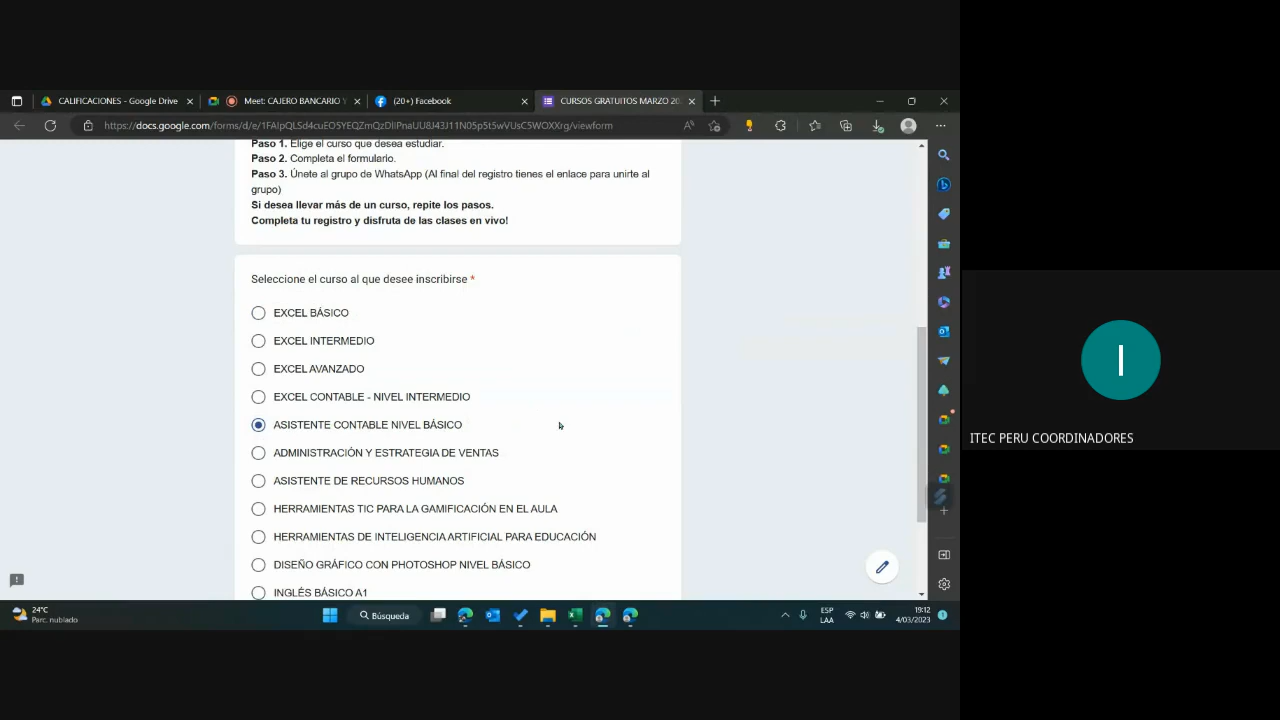 CALIFICACIONES - Google Drive
Meet: CAJERO BANCARIO Y
(20+) Facebook
CURSOS GRATUITOS MARZO 20
https://docs.google.com/forms/d/e/
/viewform
Paso 1. Elige el curso que desea estudiar.
Paso 2. Completa el formulario.
Paso 3. Únete al grupo de WhatsApp (Al final del registro tienes el enlace para unirte al
grupo)
Si desea llevar más de un curso, repite los pasos.
Completa tu registro y disfruta de las clases en vivo!
Seleccione el curso al que desee inscribirse *
EXCEL BÁSICO
EXCEL INTERMEDIO
EXCEL AVANZADO
EXCEL CONTABLE - NIVEL INTERMEDIO
ASISTENTE CONTABLE NIVEL BÁSICO
ADMINISTRACIÓN Y ESTRATEGIA DE VENTAS
ASISTENTE DE RECURSOS HUMANOS
HERRAMIENTAS TIC PARA LA GAMIFICACIÓN EN EL AULA
HERRAMIENTAS DE INTELIGENCIA ARTIFICIAL PARA EDUCACIÓN
DISEÑO GRÁFICO CON PHOTOSHOP NIVEL BÁSICO
INGLÉS BÁSICO A1
I
ITEC PERU COORDINADORES
24°C
Parc. nublado
Búsqueda
ESP
LAA
19:12
4/03/2023